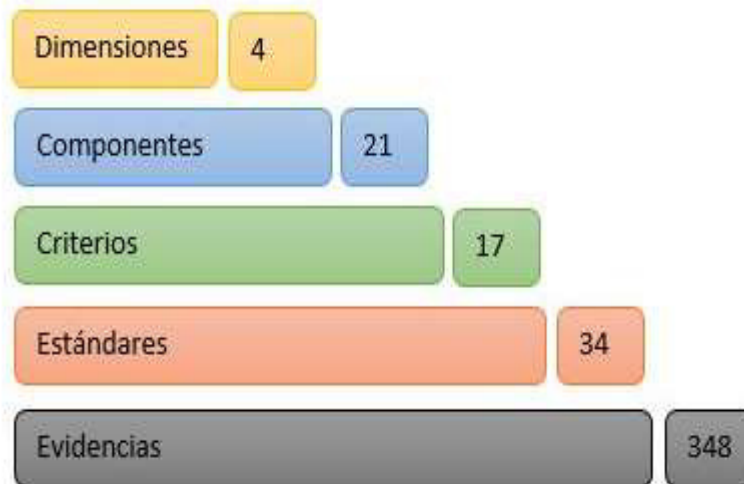 Dimensiones 4
Componentes 21
Criterios 17
Estándares 34
Evidencias 348